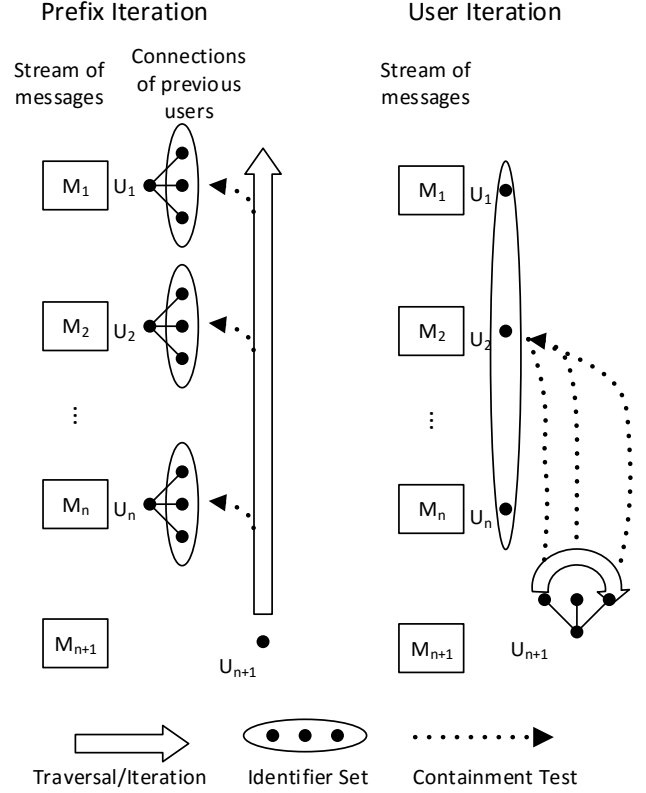 Prefix Iteration
Stream of
messages
Connections
of previous
users
M1 U1
M2 U2
⋮
Mn Un
Mn+1
Un+1
User Iteration
Stream of
messages
M1 U1
M2 U2
⋮
Mn Un
Mn+1 Un+1
Traversal/Iteration
Identifier Set
Containment Test